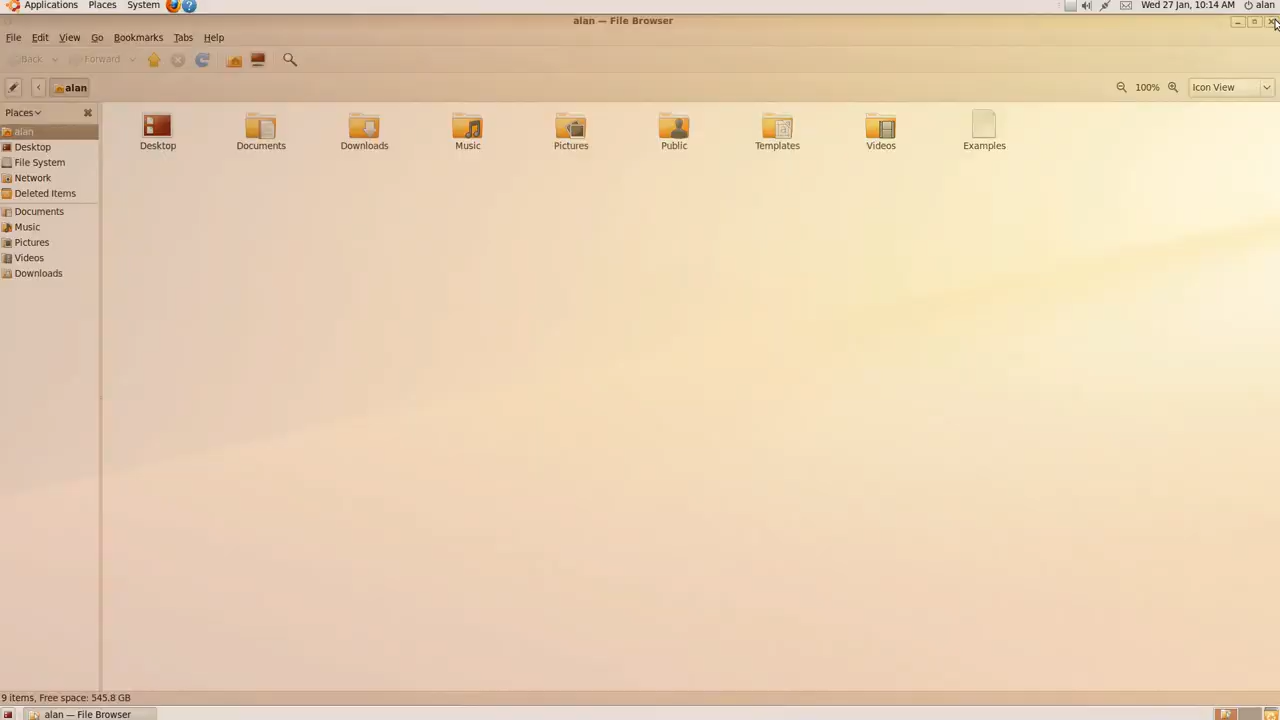 Applications Places System Wed 27 Jan, 10:14 AM alan
alan — File Browser
File Edit View Go Bookmarks Tabs Help
Back Forward
alan 100% Icon View
Places
alan
Desktop
File System
Network
Deleted Items
Documents
Music
Pictures
Videos
Downloads
Desktop Documents Downloads Music Pictures Public Templates Videos Examples
9 items, Free space: 545.8 GB
alan — File Browser